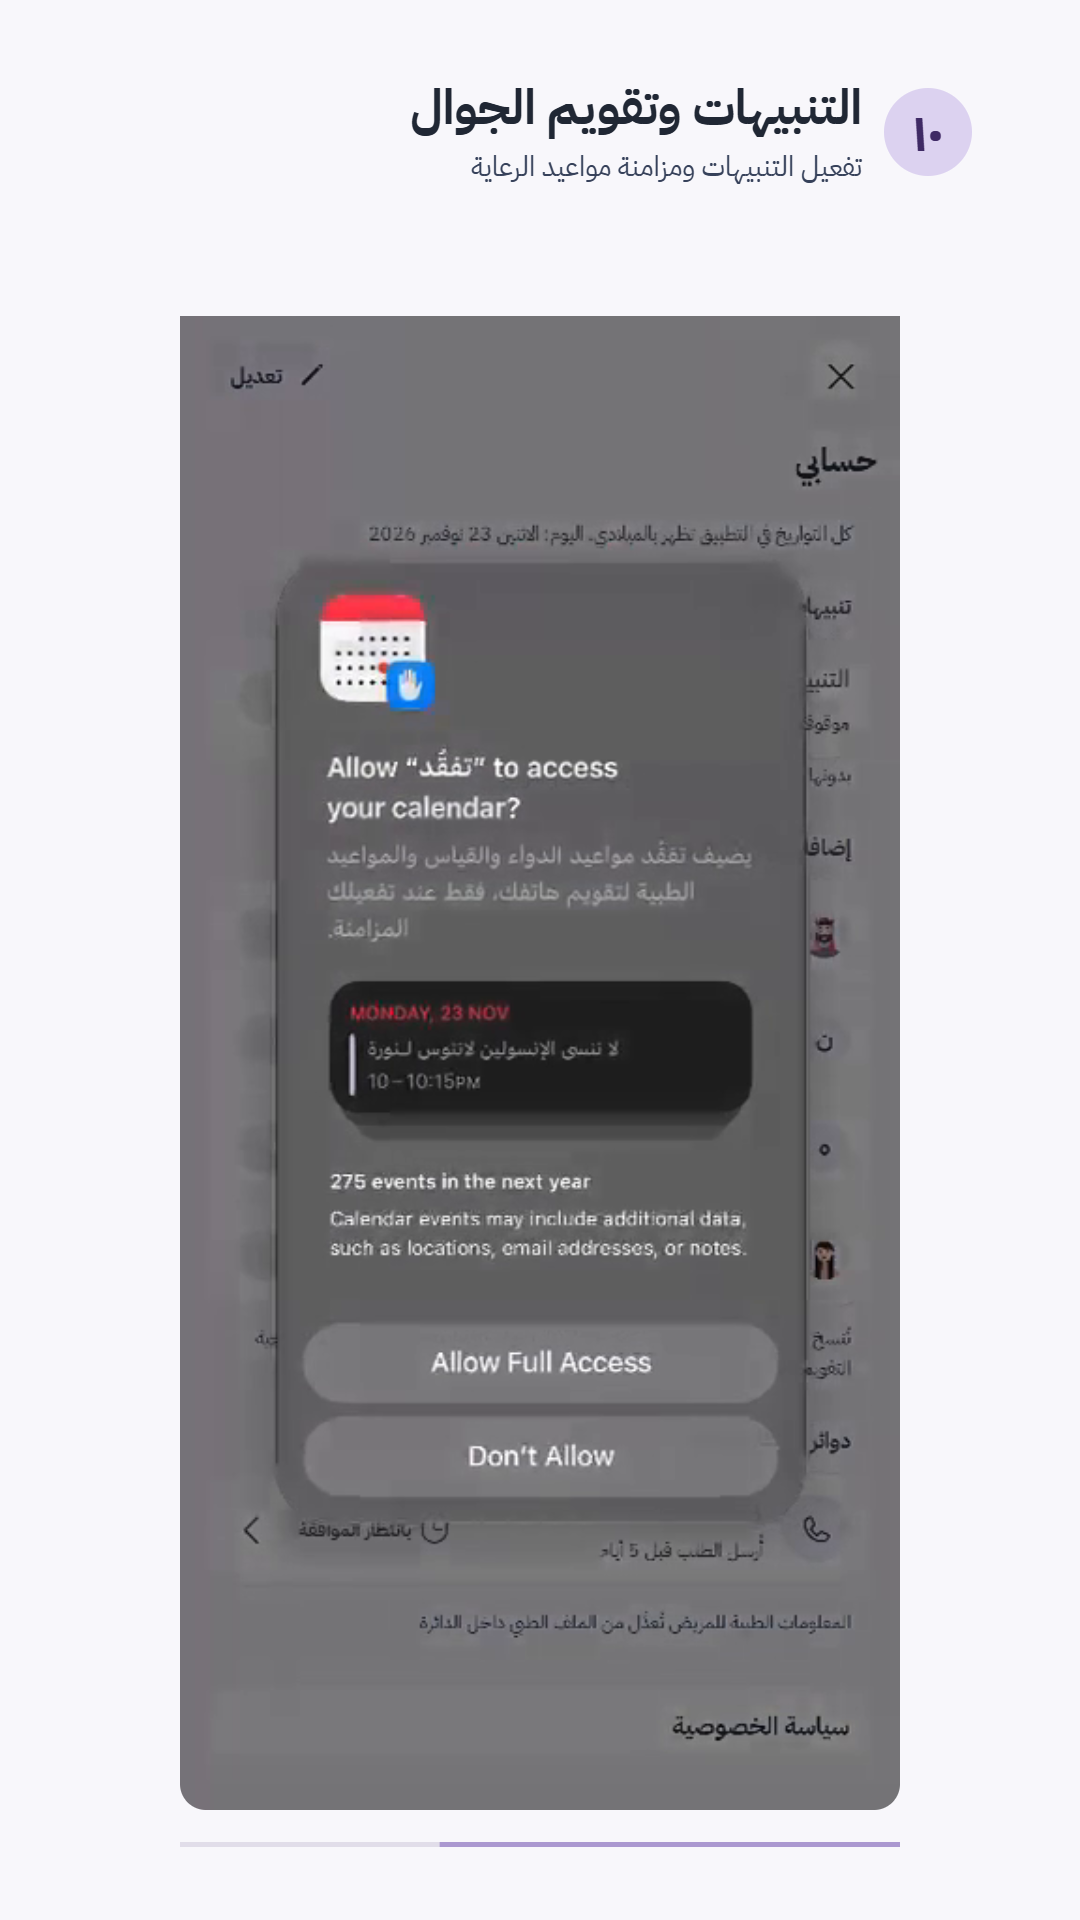 التنبيهات وتقويم الجوال
١٠
تفعيل التنبيهات ومزامنة مواعيد الرعاية
تعديل
حسابي
كل التواريخ في التطبيق تظهر بالميلادي. اليوم: الاثنين 23 نوفمبر 2026
Allow “تفقُّد” to access
your calendar?
يضيف تفقُّد مواعيد الدواء والقياس والمواعيد
الطبية لتقويم هاتفك، فقط عند تفعيلك
المزامنة.
MONDAY, 23 NOV
لا تنسى الإنسولين لانتوس لـنورة
10 – 10:15PM
275 events in the next year
Calendar events may include additional data,
such as locations, email addresses, or notes.
Allow Full Access
Don’t Allow
بدونها
ن
ه
تُنسخ
دوائر
بانتظار الموافقة
أُرسل الطلب قبل 5 أيام
المعلومات الطبية للمريض تُعدَّل من الملف الطبي داخل الدائرة
سياسة الخصوصية